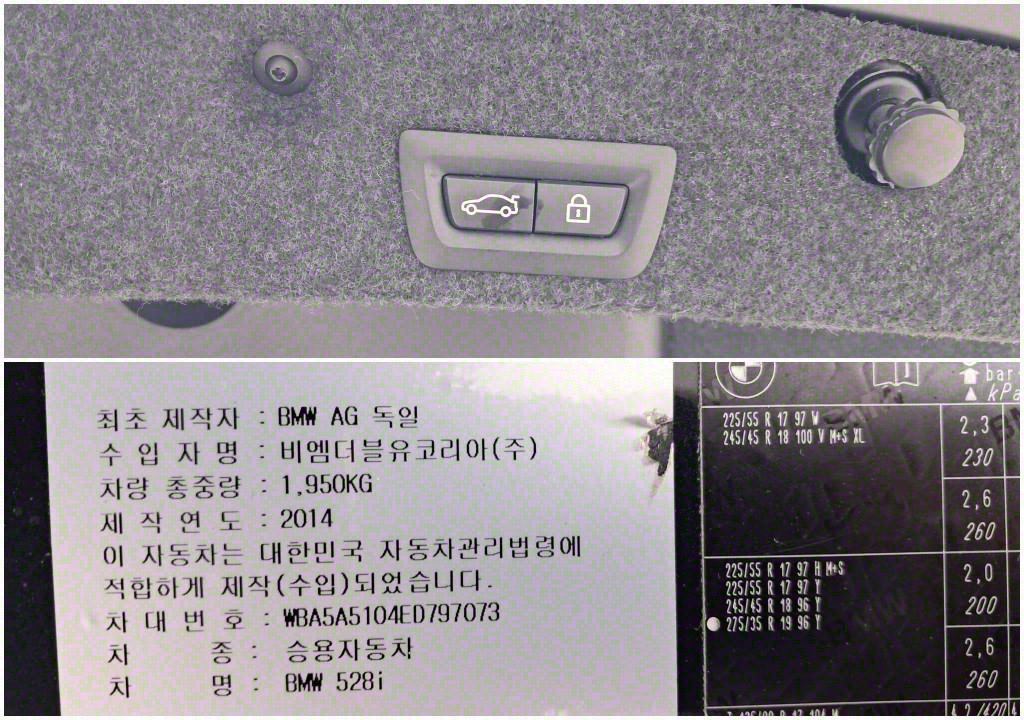 최초 제작자 : BMW AG 독일
수 입 자 명 : 비엠더블유코리아(주)
차량 총중량 : 1,950KG
제 작 연 도 : 2014
이 자동차는 대한민국 자동차관리법령에
적합하게 제작(수입)되었습니다.
차 대 번 호 : WBA5A5104ED797073
차 종 : 승용자동차
차 명 : BMW 528i
bar
kPa
225/55 R 17 97 W
245/45 R 18 100 V M+S XL
2,3
230
2,6
260
225/55 R 17 97 H M+S
225/55 R 17 97 Y
245/45 R 18 96 Y
275/35 R 19 96 Y
2,0
200
2,6
260
4,2/420